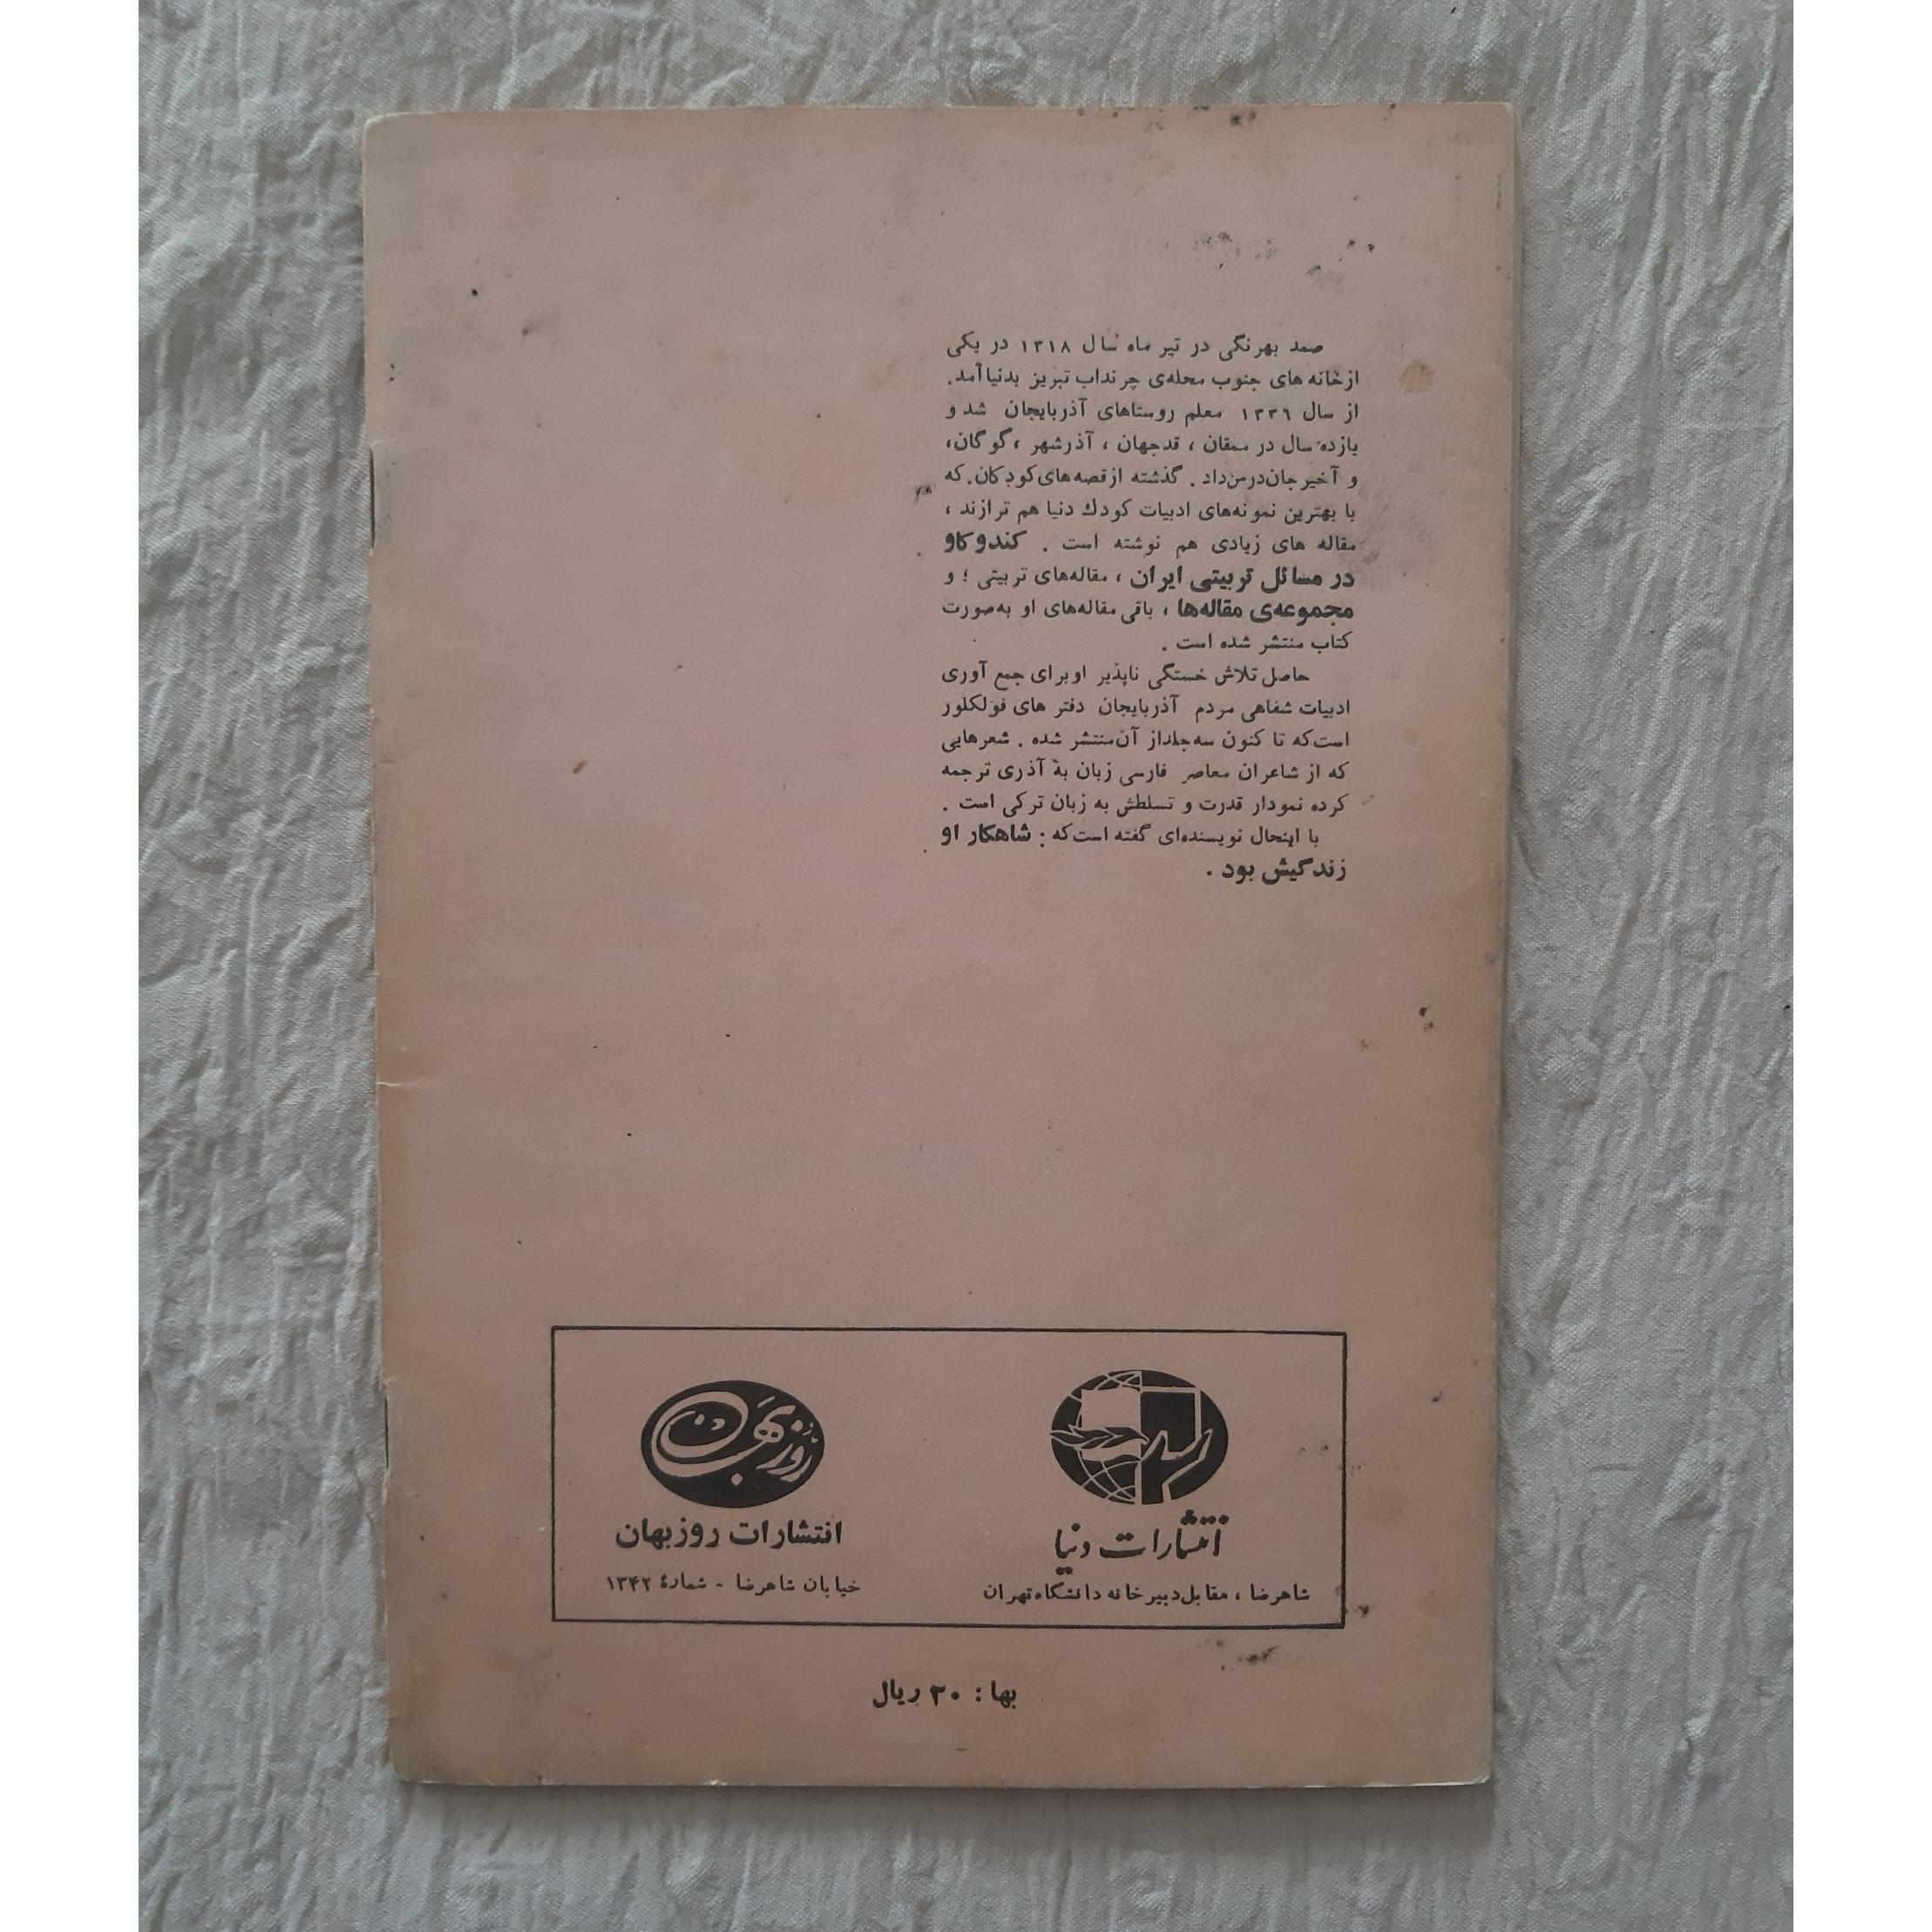 صمد بهرنگی در تیر ماه سال ۱۳۱۸ در یکی
از خانه های جنوب محله‌ی چرنداب تبریز بدنیا آمد.
از سال ۱۳۳۶ معلم روستاهای آذربایجان شد و
یازده سال در ممقان ، قدجهان ، آذرشهر ، گوگان،
و آخیرجان درس داد . گذشته از قصه های کودکان. که
با بهترین نمونه‌های ادبیات کودك دنیا هم ترازند ،
مقاله های زیادی هم نوشته است . کندوکاو
در مسائل تربیتی ایران ، مقاله‌های تربیتی ؛ و
مجموعه‌ی مقاله‌ها ، باقی مقاله‌های او به‌صورت
کتاب منتشر شده است .
حاصل تلاش خستگی ناپذیر او برای جمع آوری
ادبیات شفاهی مردم آذربایجان دفتر های فولکلور
است که تا کنون سه جلد از آن منتشر شده . شعرهایی
که از شاعران معاصر فارسی زبان به آذری ترجمه
کرده نمودار قدرت و تسلطش به زبان ترکی است .
با اینحال نویسنده‌ای گفته است که : شاهکار او
زندگیش بود .
روزبهان
انتشارات دنیا
شاهرضا ، مقابل دبیرخانه دانشگاه تهران
انتشارات روزبهان
خیابان شاهرضا - شمارهٔ ۱۳۴۲
بها : ۳۰ ریال